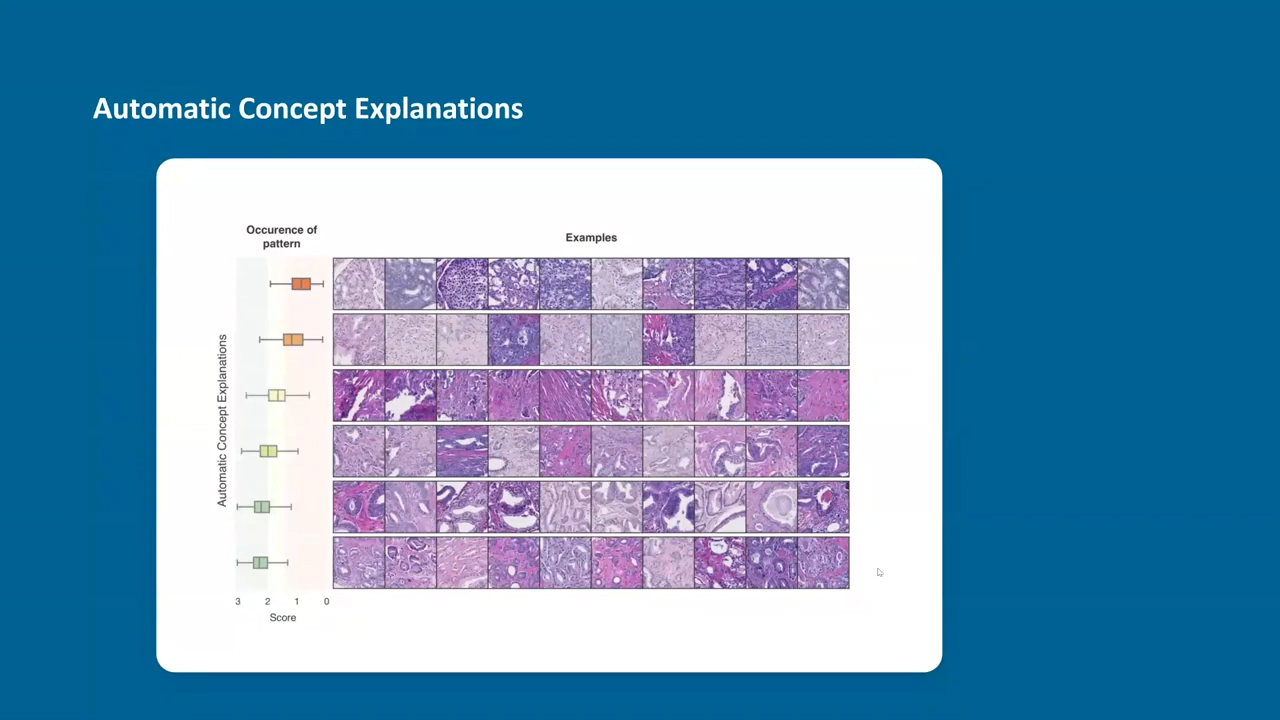 Automatic Concept Explanations
Occurence of
pattern
Examples
Automatic Concept Explanations
3 2 1 0
Score